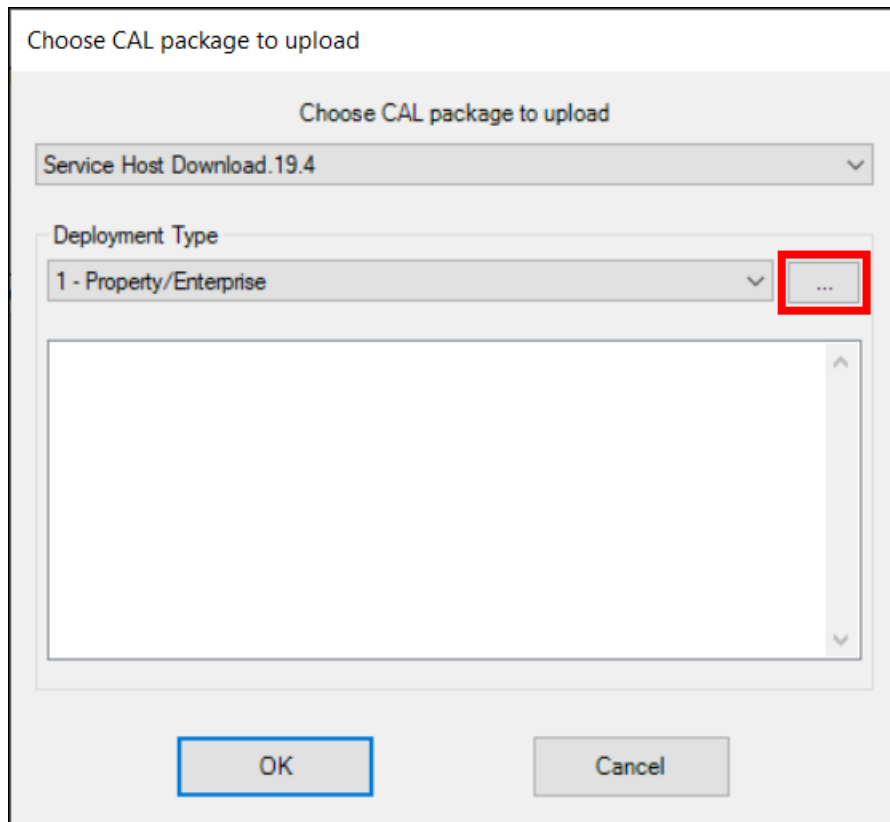 Choose CAL package to upload
Choose CAL package to upload
Service Host Download.19.4
Deployment Type
1 - Property/Enterprise
...
OK
Cancel